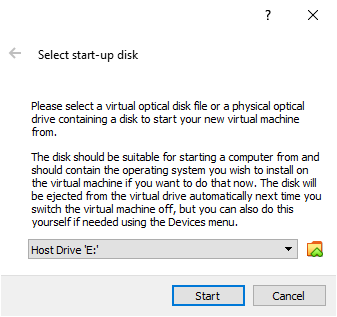 ?
Select start-up disk
Please select a virtual optical disk file or a physical optical
drive containing a disk to start your new virtual machine
from.
The disk should be suitable for starting a computer from and
should contain the operating system you wish to install on
the virtual machine if you want to do that now. The disk will
be ejected from the virtual drive automatically next time you
switch the virtual machine off, but you can also do this
yourself if needed using the Devices menu.
Host Drive 'E:'
Start Cancel